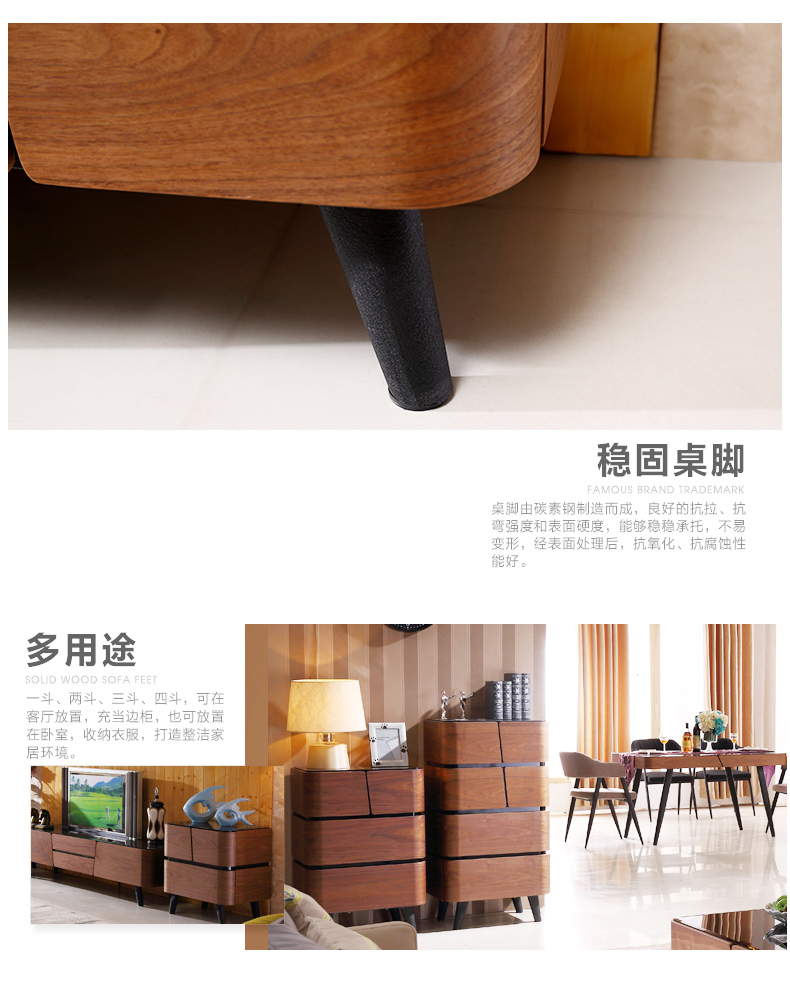 稳固桌脚
FAMOUS BRAND TRADEMARK
桌脚由碳素钢制造而成，良好的抗拉、抗
弯强度和表面硬度，能够稳稳承托，不易
变形，经表面处理后，抗氧化、抗腐蚀性
能好。
多用途
SOLID WOOD SOFA FEET
一斗、两斗、三斗、四斗，可在
客厅放置，充当边柜，也可放置
在卧室，收纳衣服，打造整洁家
居环境。